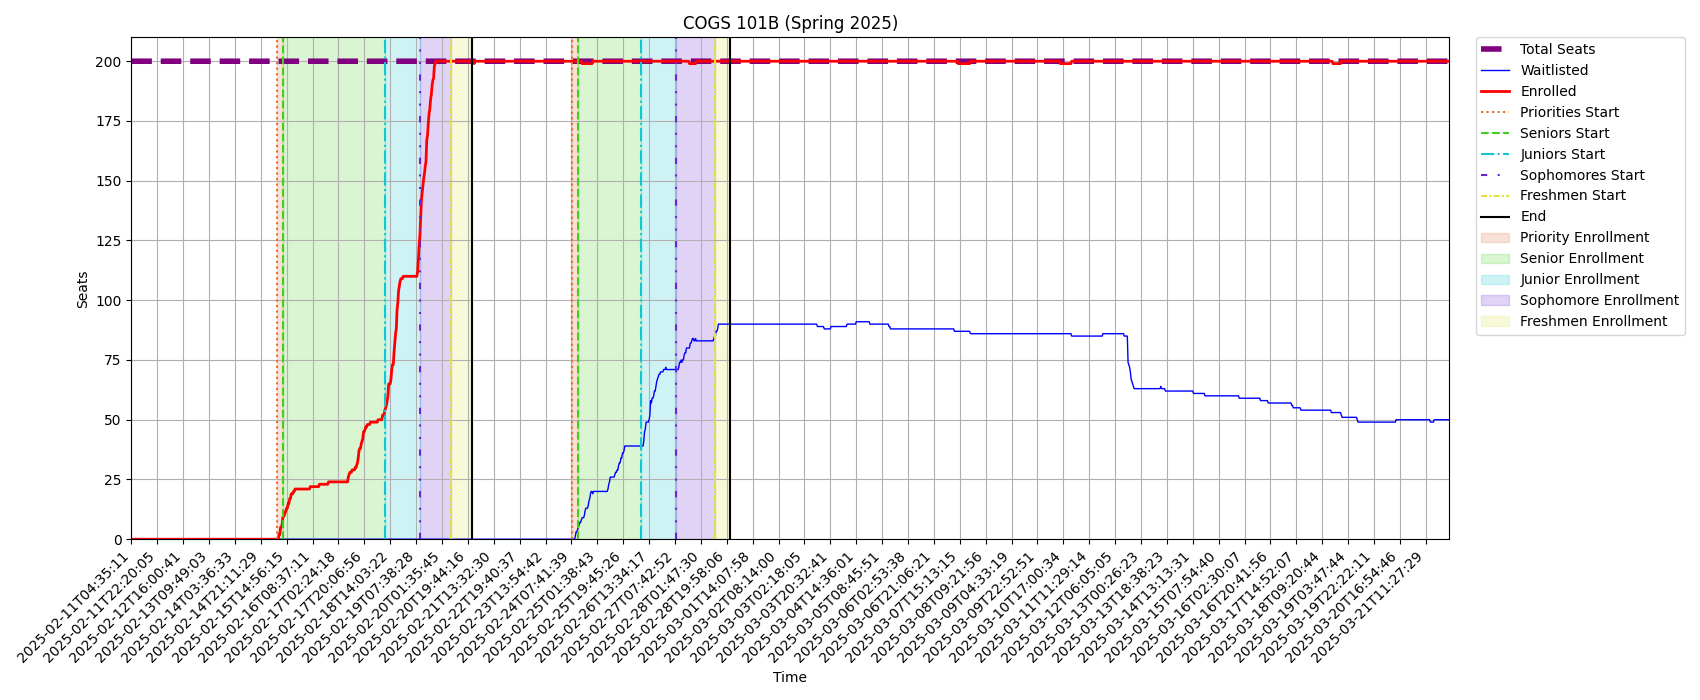 COGS 101B (Spring 2025)
Seats
200
175
150
125
100
75
50
25
0
2025-02-11T04:35:11
2025-02-11T22:20:05
2025-02-12T16:00:41
2025-02-13T09:49:03
2025-02-14T03:36:33
2025-02-14T21:11:29
2025-02-15T14:56:15
2025-02-16T08:37:11
2025-02-17T02:24:18
2025-02-17T20:06:56
2025-02-18T14:03:22
2025-02-19T07:38:28
2025-02-20T01:35:45
2025-02-20T19:44:16
2025-02-21T13:32:30
2025-02-22T19:40:37
2025-02-23T13:54:42
2025-02-24T07:41:39
2025-02-25T01:38:43
2025-02-25T19:45:26
2025-02-26T13:34:17
2025-02-27T07:42:52
2025-02-28T01:47:30
2025-02-28T19:58:06
2025-03-01T14:07:58
2025-03-02T08:14:00
2025-03-03T02:18:05
2025-03-03T20:32:41
2025-03-04T14:36:01
2025-03-05T08:45:51
2025-03-06T02:53:38
2025-03-06T21:06:21
2025-03-07T15:13:15
2025-03-08T09:21:56
2025-03-09T04:33:19
2025-03-09T22:52:51
2025-03-10T17:00:34
2025-03-11T11:29:14
2025-03-12T06:05:05
2025-03-13T00:26:23
2025-03-13T18:38:23
2025-03-14T13:13:31
2025-03-15T07:54:40
2025-03-16T02:30:07
2025-03-16T20:41:56
2025-03-17T14:52:07
2025-03-18T09:20:44
2025-03-19T03:47:44
2025-03-19T22:22:11
2025-03-20T16:54:46
2025-03-21T11:27:29
Time
Total Seats
Waitlisted
Enrolled
Priorities Start
Seniors Start
Juniors Start
Sophomores Start
Freshmen Start
End
Priority Enrollment
Senior Enrollment
Junior Enrollment
Sophomore Enrollment
Freshmen Enrollment